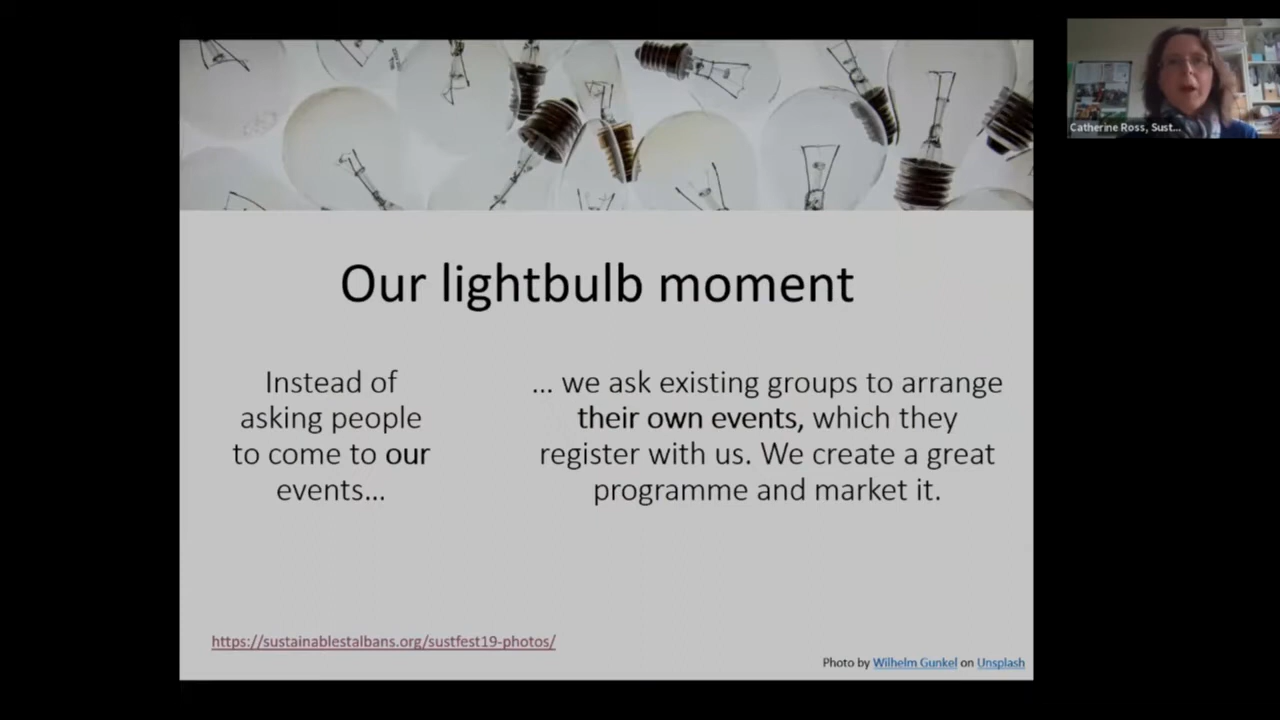 Catherine Ross, Sust...
Our lightbulb moment
Instead of
asking people
to come to our
events...
... we ask existing groups to arrange
their own events, which they
register with us. We create a great
programme and market it.
https://sustainablestalbans.org/sustfest19-photos/
Photo by Wilhelm Gunkel on Unsplash